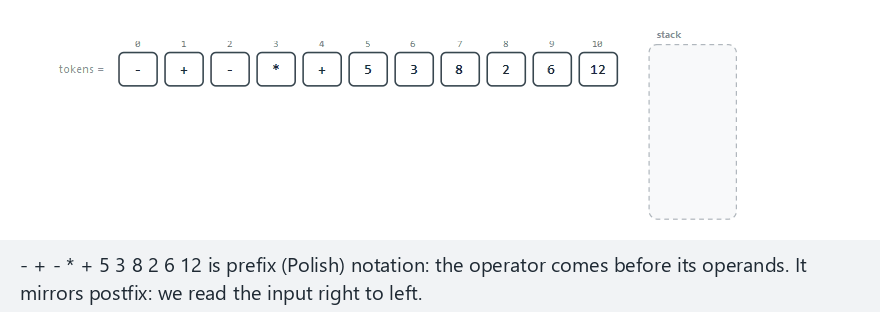 0 1 2 3 4 5 6 7 8 9 10
stack
tokens = - + - * + 5 3 8 2 6 12
- + - * + 5 3 8 2 6 12 is prefix (Polish) notation: the operator comes before its operands. It
mirrors postfix: we read the input right to left.